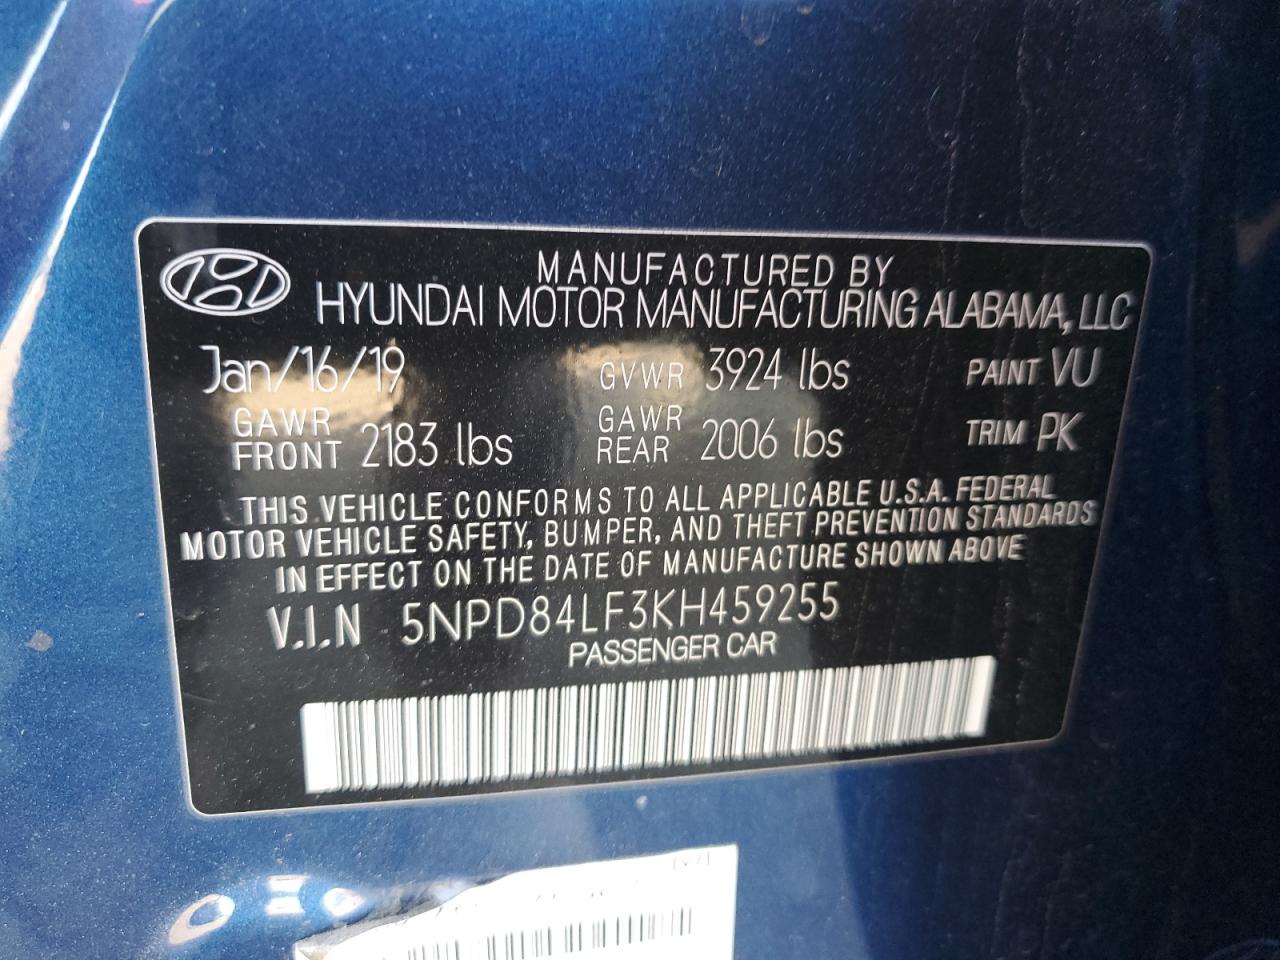 MANUFACTURED BY
HYUNDAI MOTOR MANUFACTURING ALABAMA, LLC
Jan/16/19 GVWR 3924 lbs PAINT VU
GAWR FRONT 2183 lbs GAWR REAR 2006 lbs TRIM PK
THIS VEHICLE CONFORMS TO ALL APPLICABLE U.S.A. FEDERAL
MOTOR VEHICLE SAFETY, BUMPER, AND THEFT PREVENTION STANDARDS
IN EFFECT ON THE DATE OF MANUFACTURE SHOWN ABOVE
V.I.N 5NPD84LF3KH459255
PASSENGER CAR